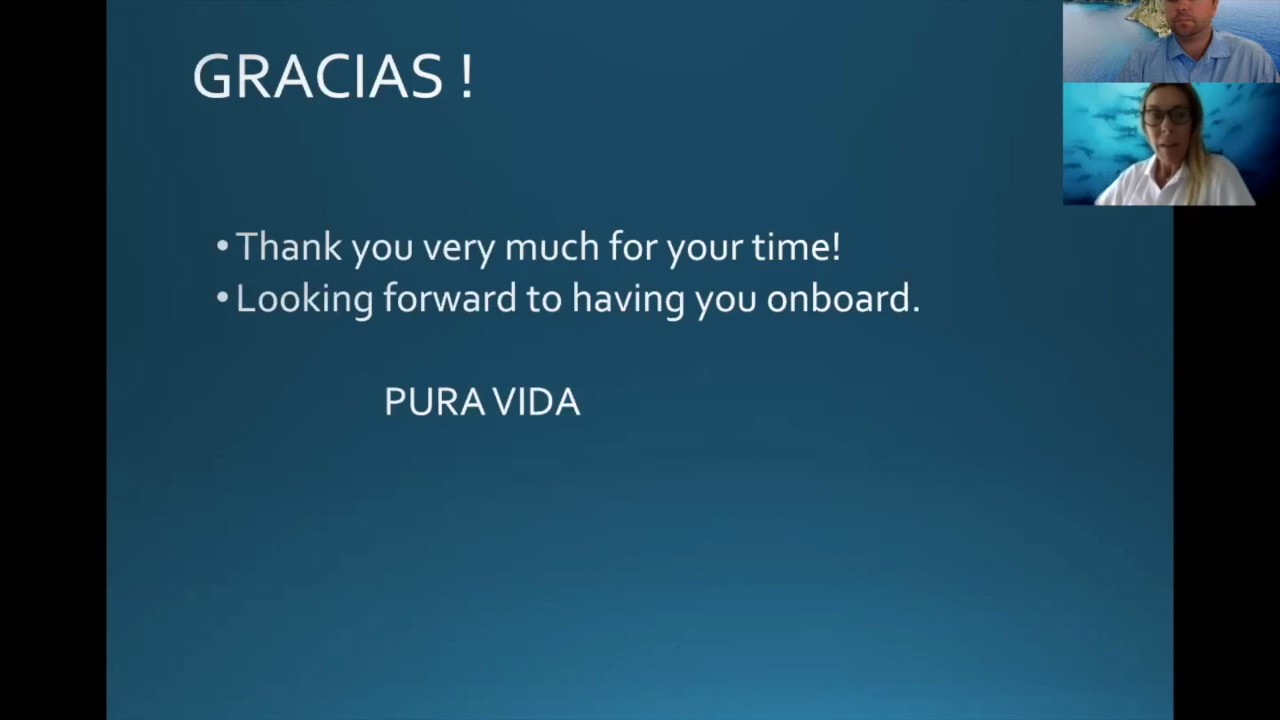 GRACIAS !
•Thank you very much for your time!
•Looking forward to having you onboard.
PURA VIDA